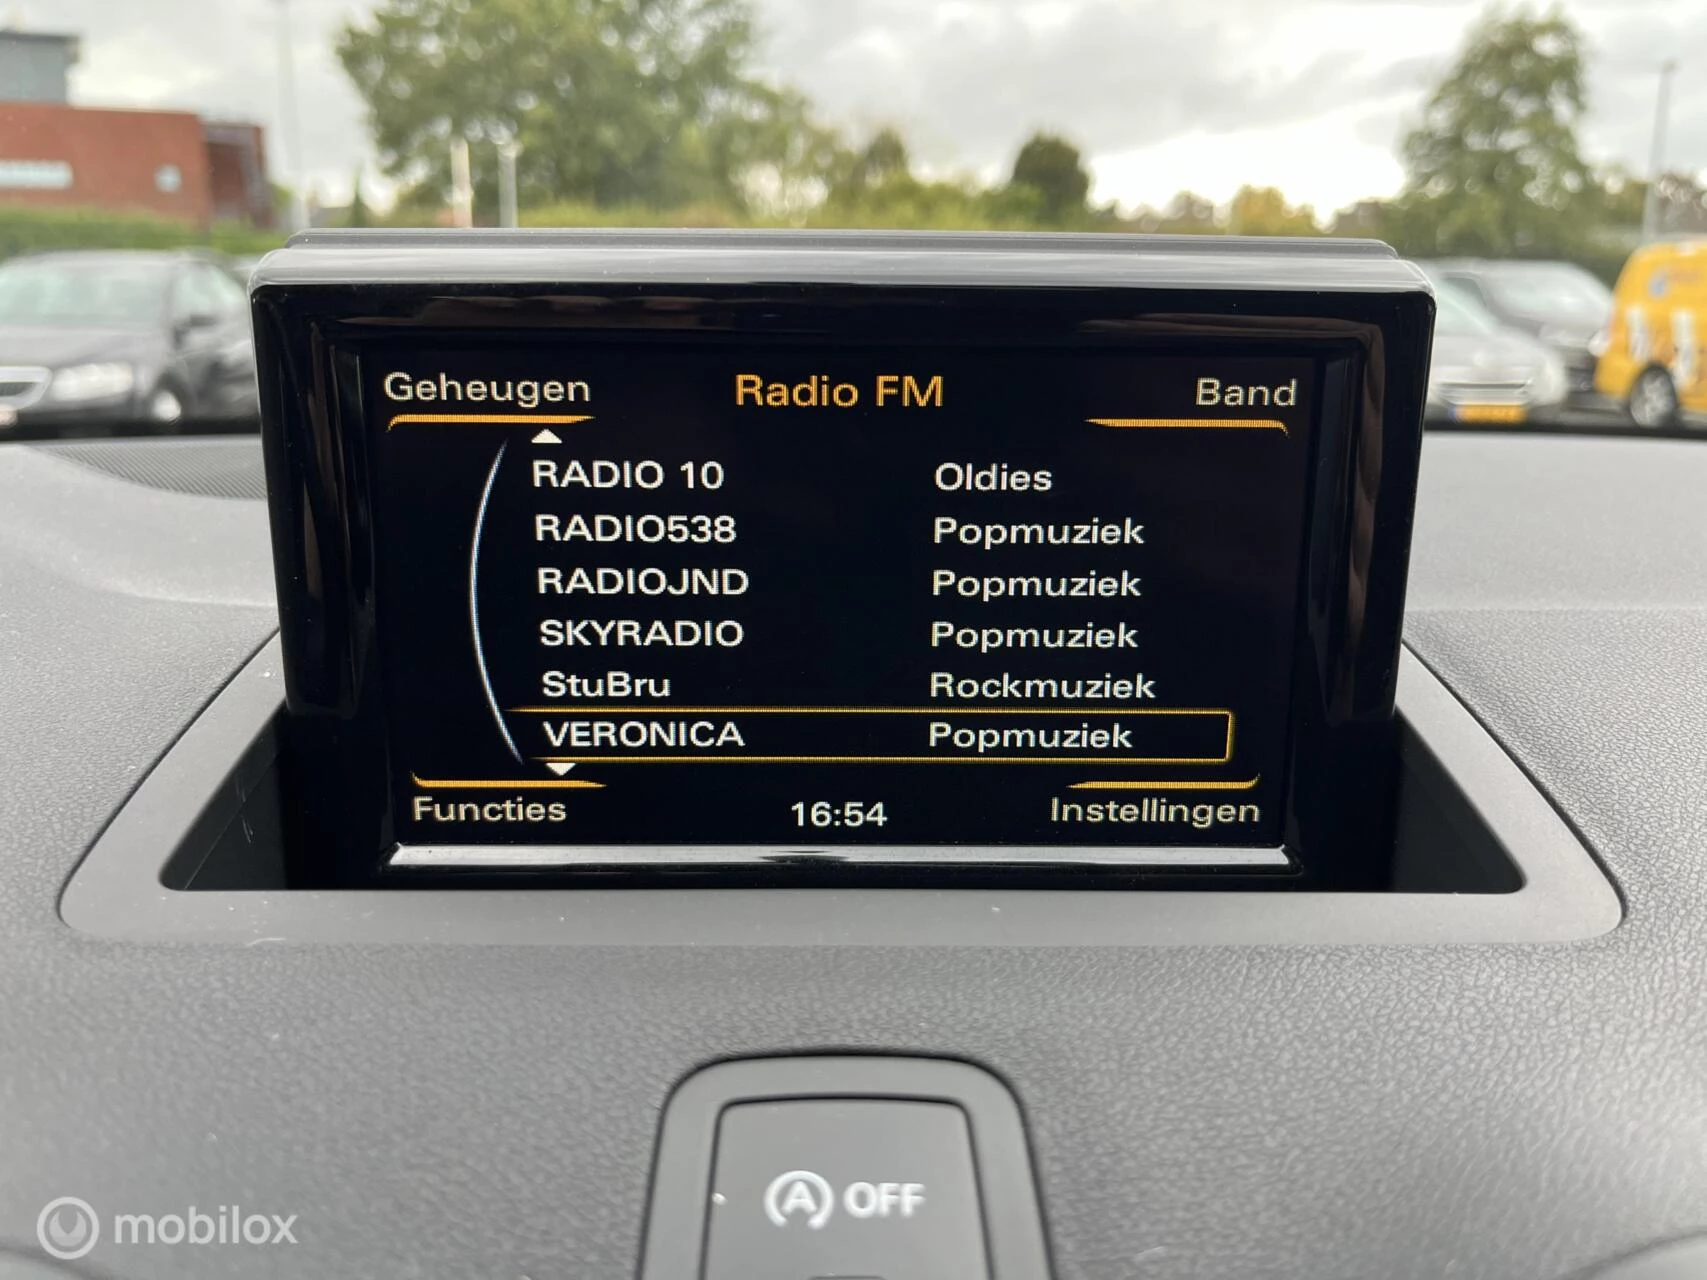 Geheugen Radio FM Band
RADIO 10 Oldies
RADIO538 Popmuziek
RADIOJND Popmuziek
SKYRADIO Popmuziek
StuBru Rockmuziek
VERONICA Popmuziek
Functies 16:54 Instellingen
A OFF
mobilox